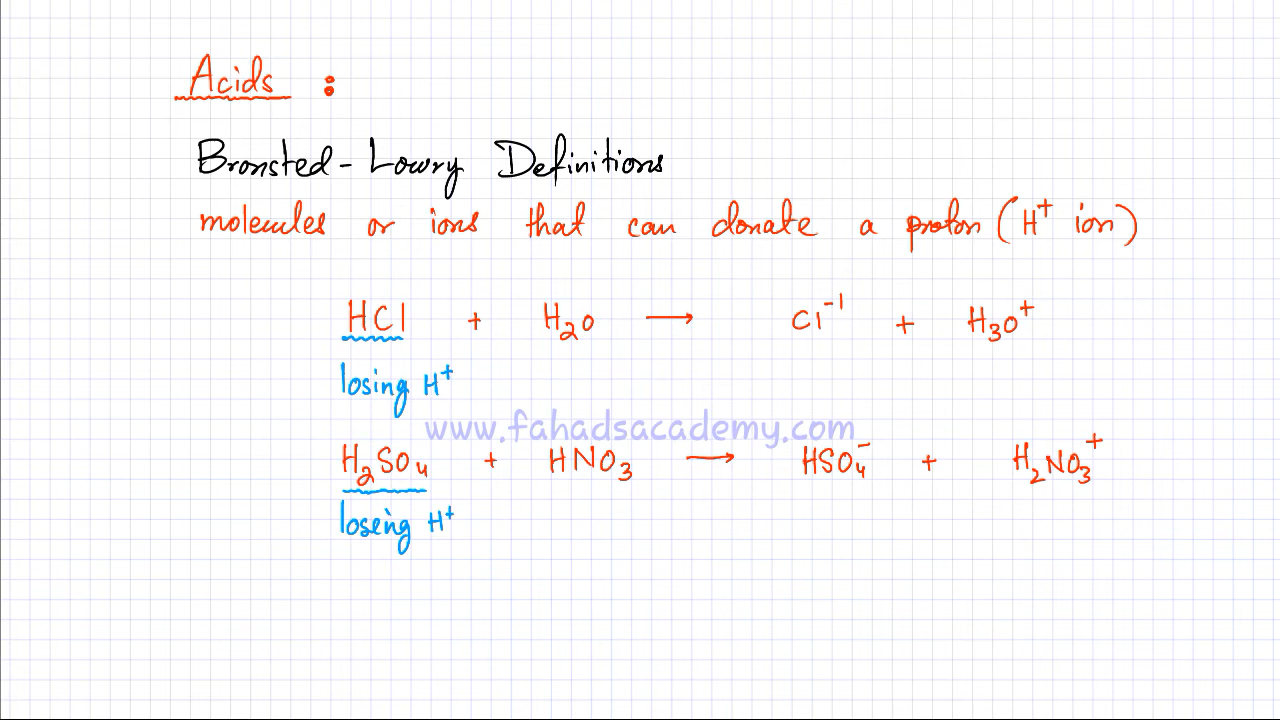 Acids :
Bronsted-Lowry Definitions
molecules or ions that can donate a proton (H⁺ ion)
HCl + H₂O → Cl⁻¹ + H₃O⁺
losing H⁺
www.fahadsacademy.com
H₂SO₄ + HNO₃ → HSO₄⁻ + H₂NO₃⁺
loseing H⁺